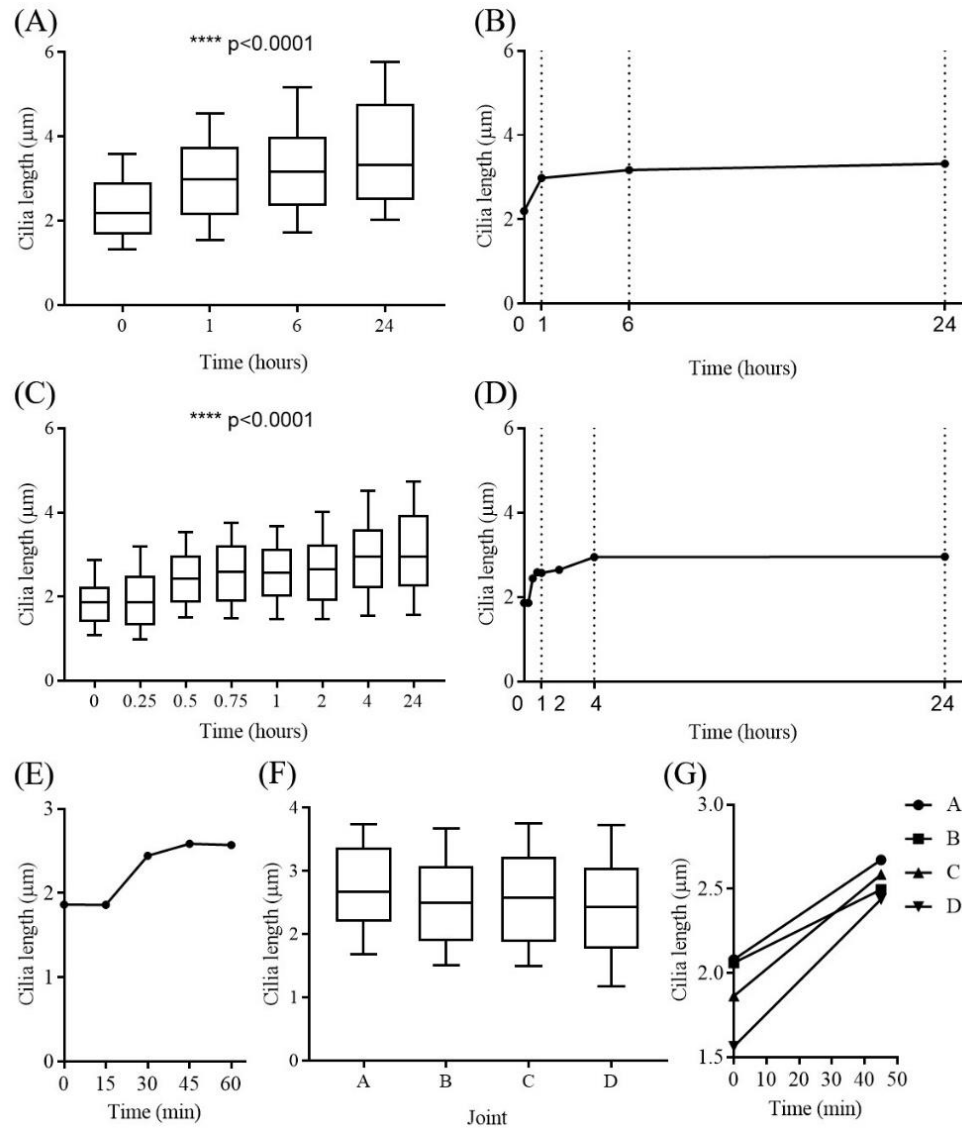 (A)
**** p<0.0001
Cilia length (μm)
6
4
2
0
0 1 6 24
Time (hours)
(B)
Cilia length (μm)
6
4
2
0
0 1 6 24
Time (hours)
(C)
**** p<0.0001
Cilia length (μm)
6
4
2
0
0 0.25 0.5 0.75 1 2 4 24
Time (hours)
(D)
Cilia length (μm)
6
4
2
0
0 1 2 4 24
Time (hours)
(E)
Cilia length (μm)
3
2
1
0
0 15 30 45 60
Time (min)
(F)
Cilia length (μm)
4
3
2
1
0
A B C D
Joint
(G)
Cilia length (μm)
3.0
2.5
2.0
1.5
0 10 20 30 40 50
Time (min)
A
B
C
D